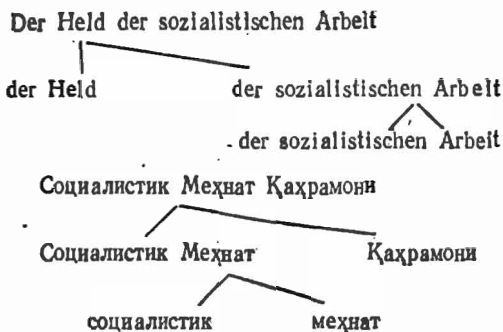 Der Held der sozialistischen Arbeit
der Held der sozialistischen Arbeit
der sozialistischen Arbeit
Социалистик Меҳнат Қаҳрамони
Социалистик Меҳнат Қаҳрамони
социалистик меҳнат